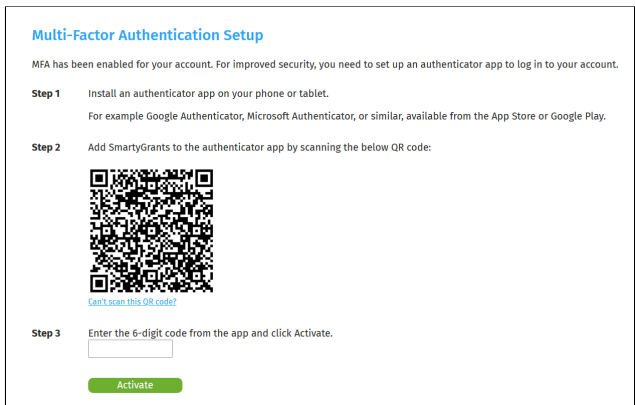 Multi-Factor Authentication Setup
MFA has been enabled for your account. For improved security, you need to set up an authenticator app to log in to your account.
Step 1 Install an authenticator app on your phone or tablet.
For example Google Authenticator, Microsoft Authenticator, or similar, available from the App Store or Google Play.
Step 2 Add SmartyGrants to the authenticator app by scanning the below QR code:
Can't scan this QR code?
Step 3 Enter the 6-digit code from the app and click Activate.
Activate